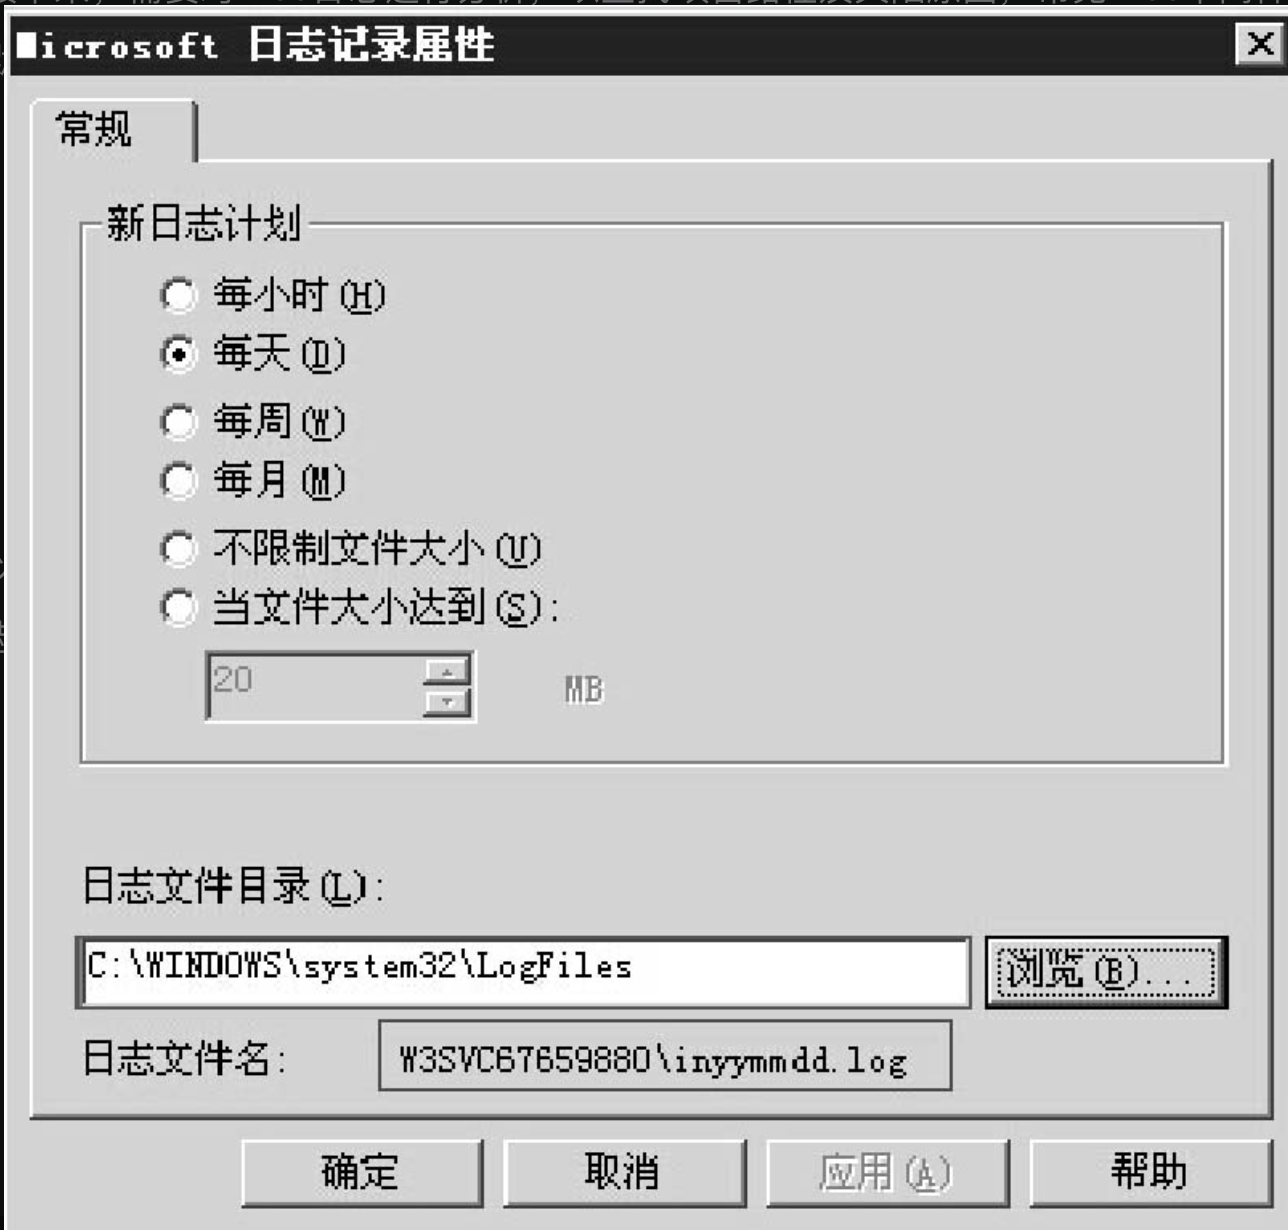 Microsoft 日志记录属性
常规
新日志计划
每小时(H)
每天(D)
每周(W)
每月(M)
不限制文件大小(U)
当文件大小达到(S):
20 MB
日志文件目录(L):
C:\WINDOWS\system32\LogFiles 浏览(B)...
日志文件名: W3SVC67659880\inyymmdd.log
确定 取消 应用(A) 帮助